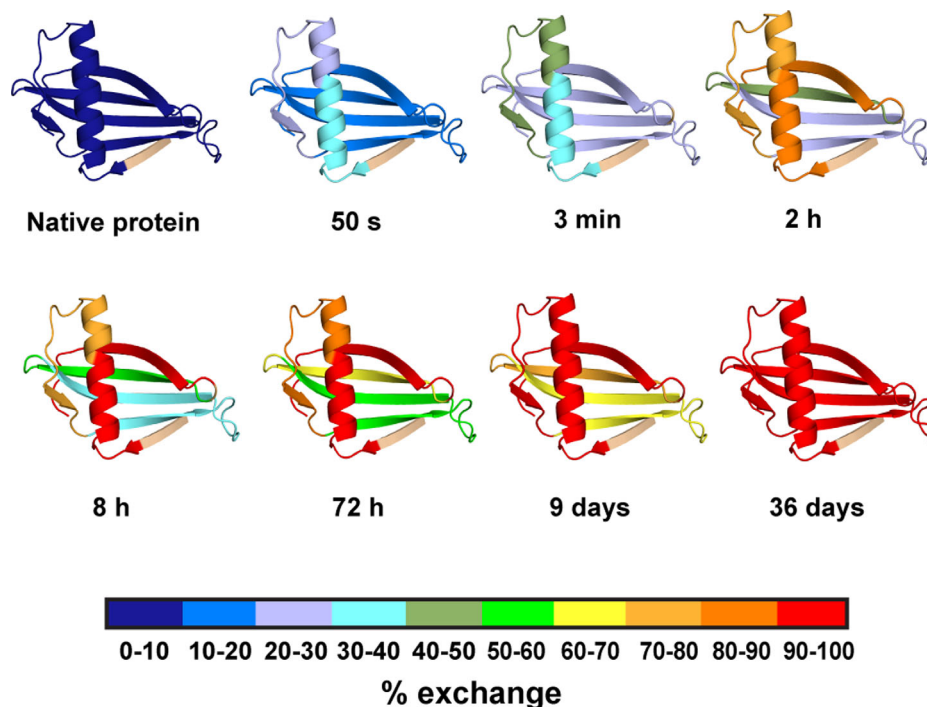 Native protein 50 s 3 min 2 h
8 h 72 h 9 days 36 days
0-10 10-20 20-30 30-40 40-50 50-60 60-70 70-80 80-90 90-100
% exchange